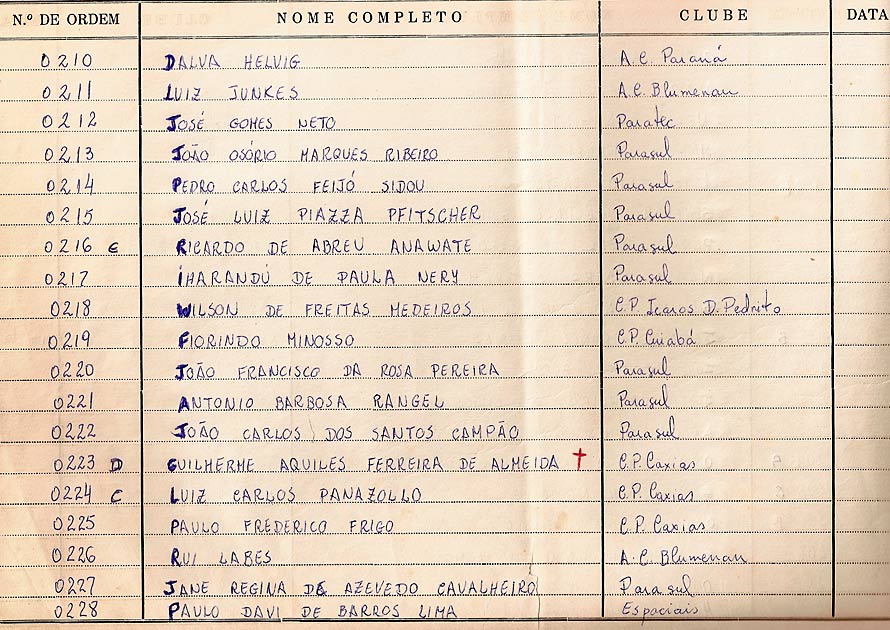 N.º DE ORDEM NOME COMPLETO CLUBE DATA
0210 DALVA HELVIG A.C. Paraná
0211 LUIZ JUNKES A.C. Blumenau
0212 JOSÉ GOMES NETO Paratec
0213 JOÃO OSÓRIO MARQUES RIBEIRO Parasul
0214 PEDRO CARLOS FEIJÓ SIDOU Parasul
0215 JOSÉ LUIZ PIAZZA PFITSCHER Parasul
0216 C RICARDO DE ABREU ANAWATE Parasul
0217 IHARANDÚ DE PAULA NERY Parasul
0218 WILSON DE FREITAS MEDEIROS C.P. Icaros D. Pedrito
0219 FIORINDO MINOSSO C.P. Cuiabá
0220 JOÃO FRANCISCO DA ROSA PEREIRA Parasul
0221 ANTONIO BARBOSA RANGEL Parasul
0222 JOÃO CARLOS DOS SANTOS CAMPÃO Parasul
0223 D GUILHERME AQUILES FERREIRA DE ALMEIDA † C.P. Caxias
0224 C LUIZ CARLOS PANAZOLLO C.P. Caxias
0225 PAULO FREDERICO FRIGO C.P. Caxias
0226 RUI LABES A.C. Blumenau
0227 JANE REGINA DE AZEVEDO CAVALHEIRO Parasul
0228 PAULO DAVI DE BARROS LIMA Espaciais